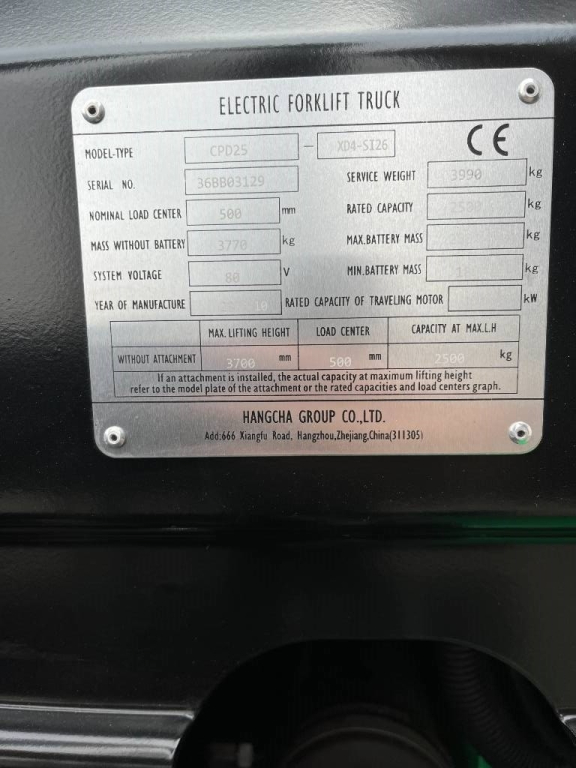 ELECTRIC FORKLIFT TRUCK
MODEL-TYPE CPD25 - XD4-SI26 CE
SERIAL NO. 36BB03129 SERVICE WEIGHT 3990 kg
NOMINAL LOAD CENTER 500 mm RATED CAPACITY 2500 kg
MASS WITHOUT BATTERY 3770 kg MAX.BATTERY MASS kg
SYSTEM VOLTAGE 80 V MIN.BATTERY MASS kg
YEAR OF MANUFACTURE RATED CAPACITY OF TRAVELING MOTOR kW
MAX. LIFTING HEIGHT LOAD CENTER CAPACITY AT MAX.L.H
WITHOUT ATTACHMENT 3700 mm 500 mm 2500 kg
If an attachment is installed, the actual capacity at maximum lifting height
refer to the model plate of the attachment or the rated capacities and load centers graph.
HANGCHA GROUP CO.,LTD.
Add:666 Xiangfu Road, Hangzhou,Zhejiang,China(311305)